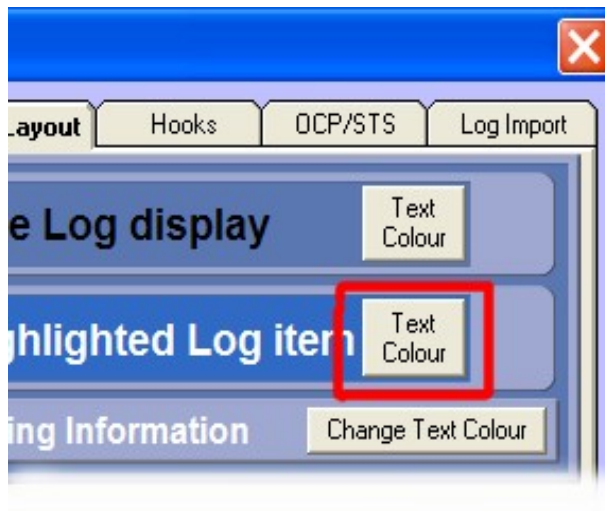 Layout Hooks OCP/STS Log Import
e Log display
Text
Colour
ghlighted Log item
Text
Colour
ing Information Change Text Colour